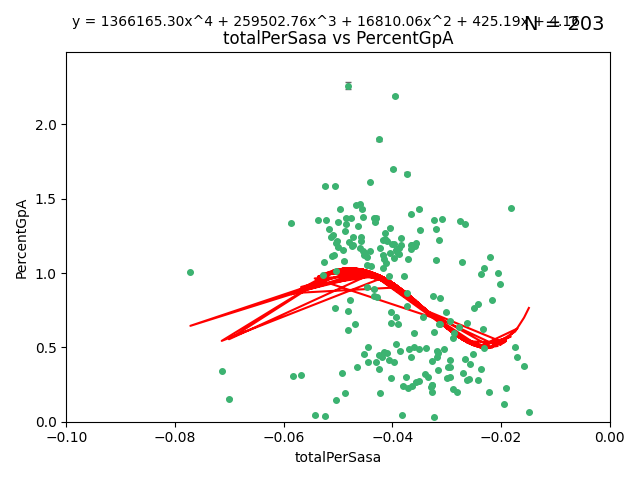 y = 1366165.30x^4 + 259502.76x^3 + 16810.06x^2 + 425.19x +
N = 203
totalPerSasa vs PercentGpA
PercentGpA
2.0
1.5
1.0
0.5
0.0
−0.10 −0.08 −0.06 −0.04 −0.02 0.00
totalPerSasa